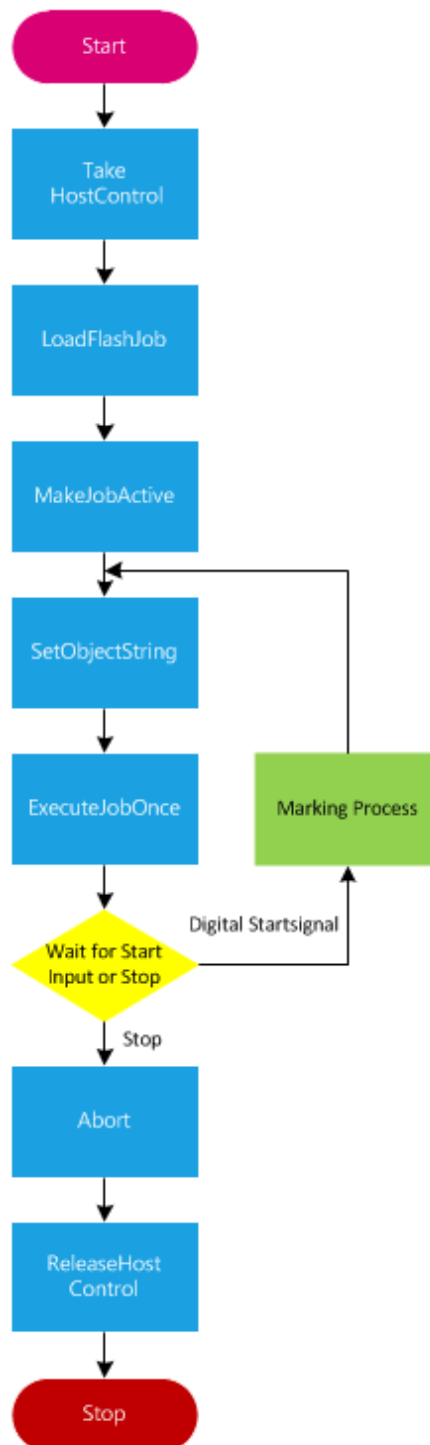 Start
Take
HostControl
LoadFlashJob
MakeJobActive
SetObjectString
ExecuteJobOnce
Marking Process
Digital Startsignal
Wait for Start
Input or Stop
Stop
Abort
ReleaseHost
Control
Stop